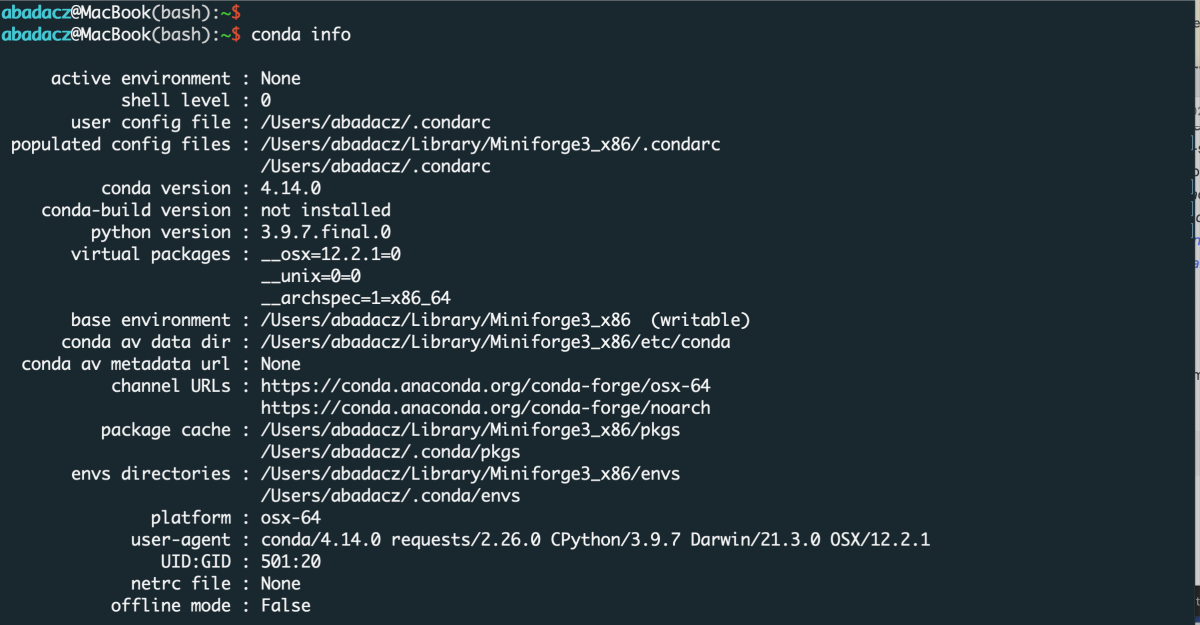 abadacz@MacBook(bash):~$
abadacz@MacBook(bash):~$ conda info
active environment : None
shell level : 0
user config file : /Users/abadacz/.condarc
populated config files : /Users/abadacz/Library/Miniforge3_x86/.condarc
/Users/abadacz/.condarc
conda version : 4.14.0
conda-build version : not installed
python version : 3.9.7.final.0
virtual packages : __osx=12.2.1=0
__unix=0=0
__archspec=1=x86_64
base environment : /Users/abadacz/Library/Miniforge3_x86  (writable)
conda av data dir : /Users/abadacz/Library/Miniforge3_x86/etc/conda
conda av metadata url : None
channel URLs : https://conda.anaconda.org/conda-forge/osx-64
https://conda.anaconda.org/conda-forge/noarch
package cache : /Users/abadacz/Library/Miniforge3_x86/pkgs
/Users/abadacz/.conda/pkgs
envs directories : /Users/abadacz/Library/Miniforge3_x86/envs
/Users/abadacz/.conda/envs
platform : osx-64
user-agent : conda/4.14.0 requests/2.26.0 CPython/3.9.7 Darwin/21.3.0 OSX/12.2.1
UID:GID : 501:20
netrc file : None
offline mode : False